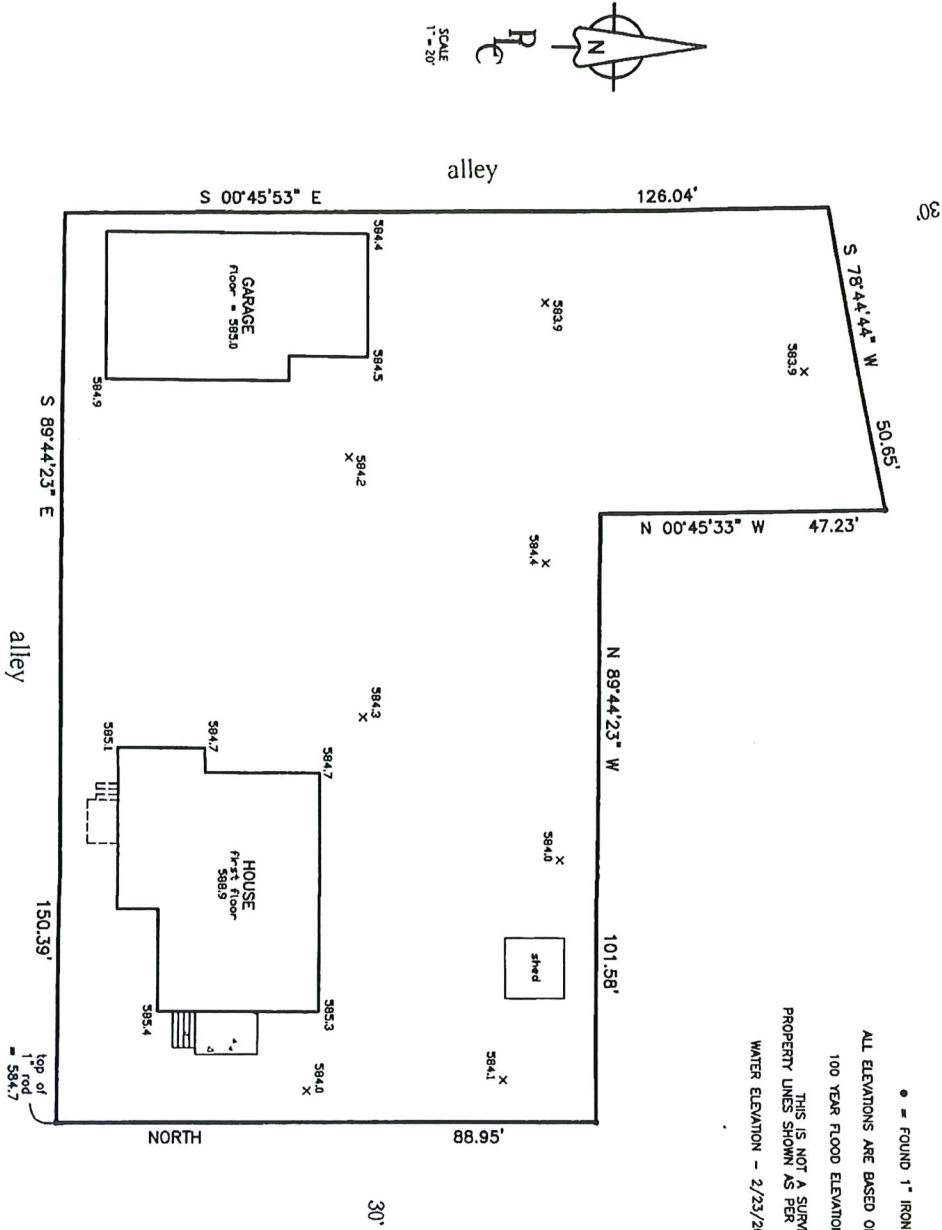 N
RLC
SCALE
1" = 20'
alley
S 00°45'53" E
126.04'
30'
S 78°44'44" W
50.65'
N 00°45'33" W
47.23'
N 89°44'23" W
101.58'
NORTH
88.95'
30'
S 89°44'23" E
150.39'
alley
top of
1" rod
= 584.7
GARAGE
floor = 585.0
584.4
584.5
584.9
583.9
583.9
584.2
584.4
584.3
584.0
shed
584.1
584.0
HOUSE
first floor
588.9
584.7
584.7
585.1
585.3
585.4
= FOUND 1" IRON
ALL ELEVATIONS ARE BASED
100 YEAR FLOOD ELEVATION
THIS IS NOT A
PROPERTY LINES SHOWN AS PER
WATER ELEVATION - 2/23/2